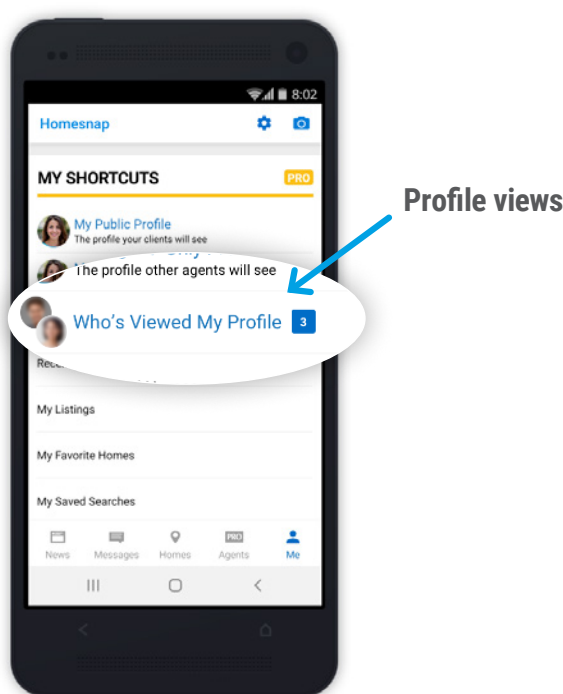 8:02
Homesnap
MY SHORTCUTS PRO
My Public Profile
The profile your clients will see
The profile other agents will see
Who's Viewed My Profile 3
My Listings
My Favorite Homes
My Saved Searches
News Messages Homes PRO Agents Me
Profile views